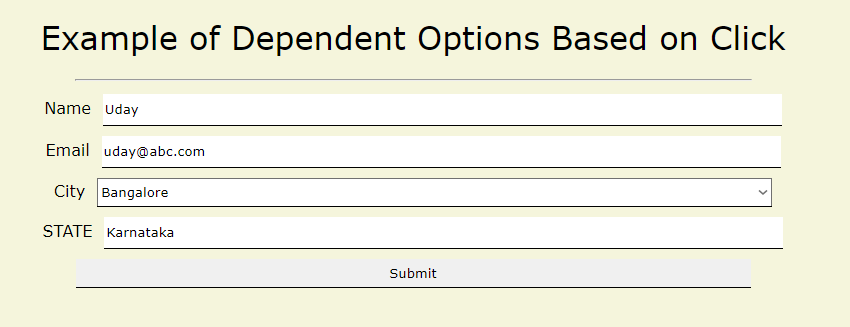 Example of Dependent Options Based on Click
Name Uday
Email uday@abc.com
City Bangalore
STATE Karnataka
Submit